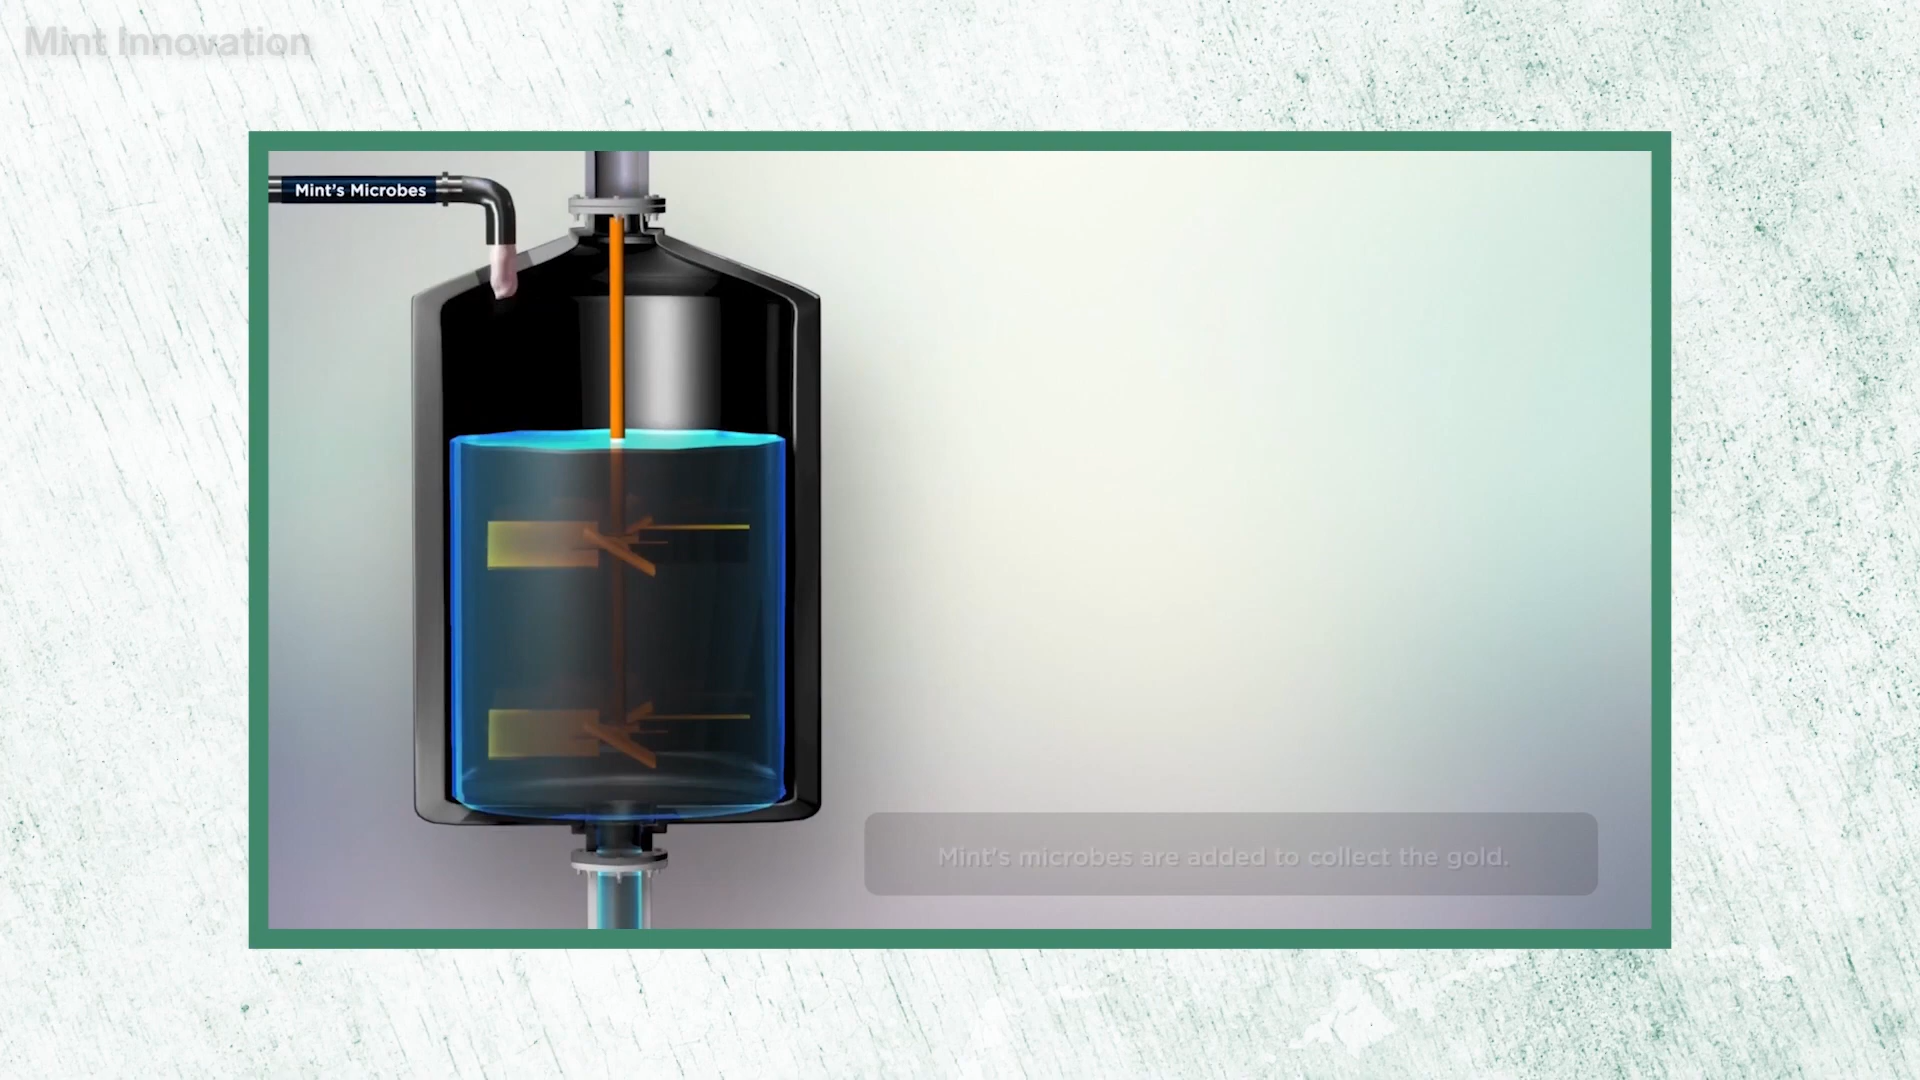 Mint Innovation
Mint's Microbes
Mint's microbes are added to collect the gold.